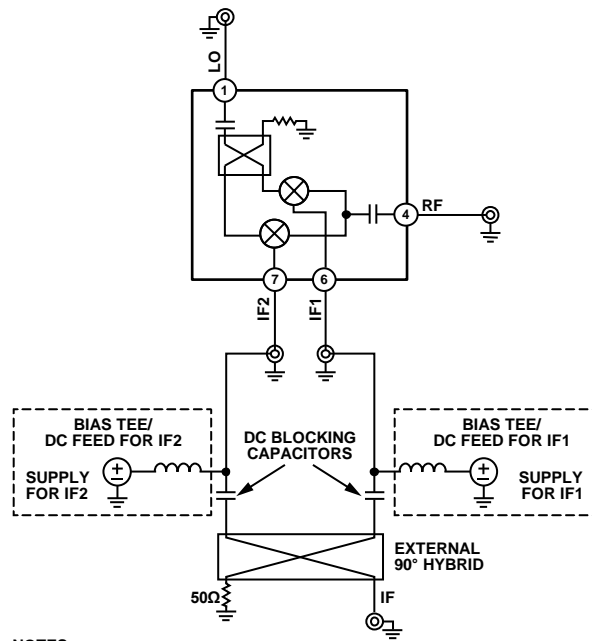 LO
1
4
RF
7
6
IF2
IF1
BIAS TEE/
DC FEED FOR IF2
SUPPLY
FOR IF2
DC BLOCKING
CAPACITORS
BIAS TEE/
DC FEED FOR IF1
SUPPLY
FOR IF1
EXTERNAL
90° HYBRID
50Ω
IF
NOTES